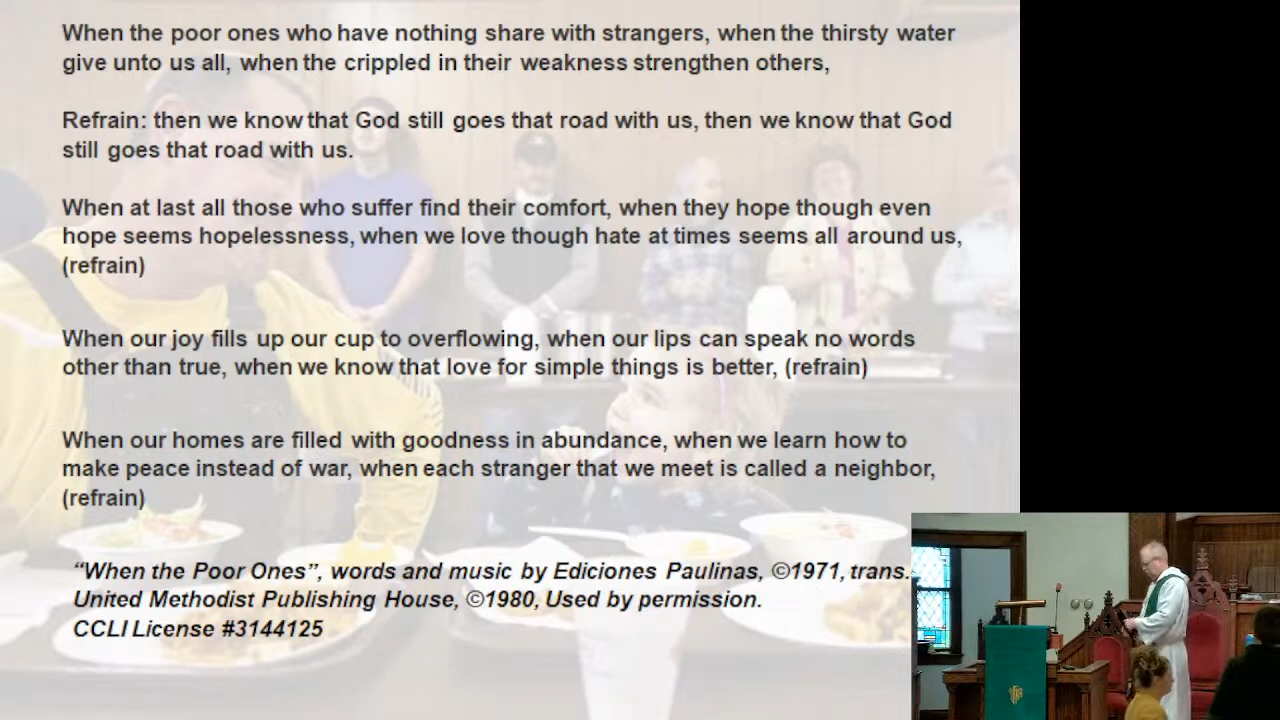 When the poor ones who have nothing share with strangers, when the thirsty water
give unto us all, when the crippled in their weakness strengthen others,
Refrain: then we know that God still goes that road with us, then we know that God
still goes that road with us.
When at last all those who suffer find their comfort, when they hope though even
hope seems hopelessness, when we love though hate at times seems all around us,
(refrain)
When our joy fills up our cup to overflowing, when our lips can speak no words
other than true, when we know that love for simple things is better, (refrain)
When our homes are filled with goodness in abundance, when we learn how to
make peace instead of war, when each stranger that we meet is called a neighbor,
(refrain)
“When the Poor Ones”, words and music by Ediciones Paulinas, ©1971, trans.
United Methodist Publishing House, ©1980, Used by permission.
CCLI License #3144125